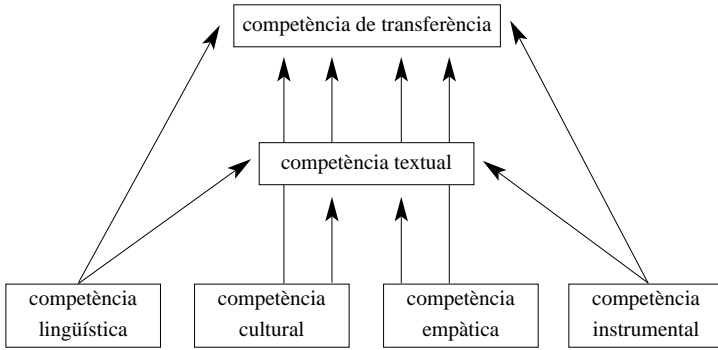 competència de transferència
competència textual
competència
lingüística
competència
cultural
competència
empàtica
competència
instrumental